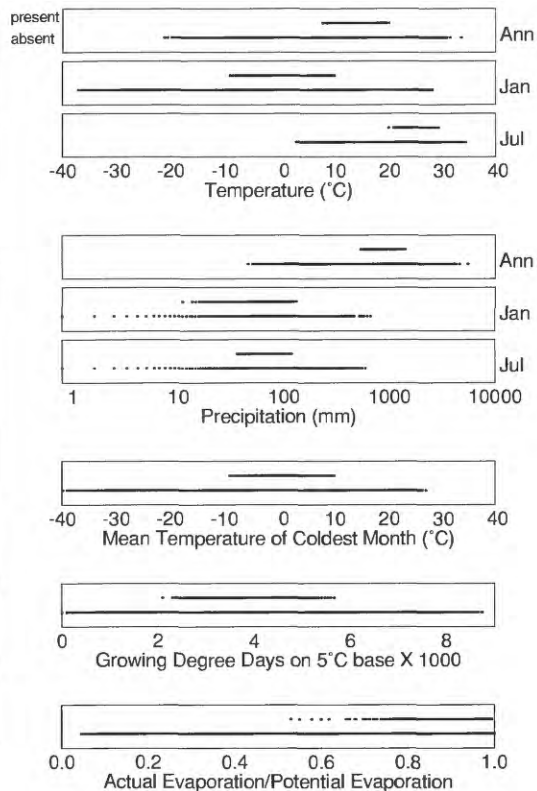 present
absent
Ann
Jan
Jul
-40 -30 -20 -10 0 10 20 30 40
Temperature (°C)
Ann
Jan
Jul
1 10 100 1000 10000
Precipitation (mm)
-40 -30 -20 -10 0 10 20 30 40
Mean Temperature of Coldest Month (°C)
0 2 4 6 8
Growing Degree Days on 5°C base X 1000
0.0 0.2 0.4 0.6 0.8 1.0
Actual Evaporation/Potential Evaporation